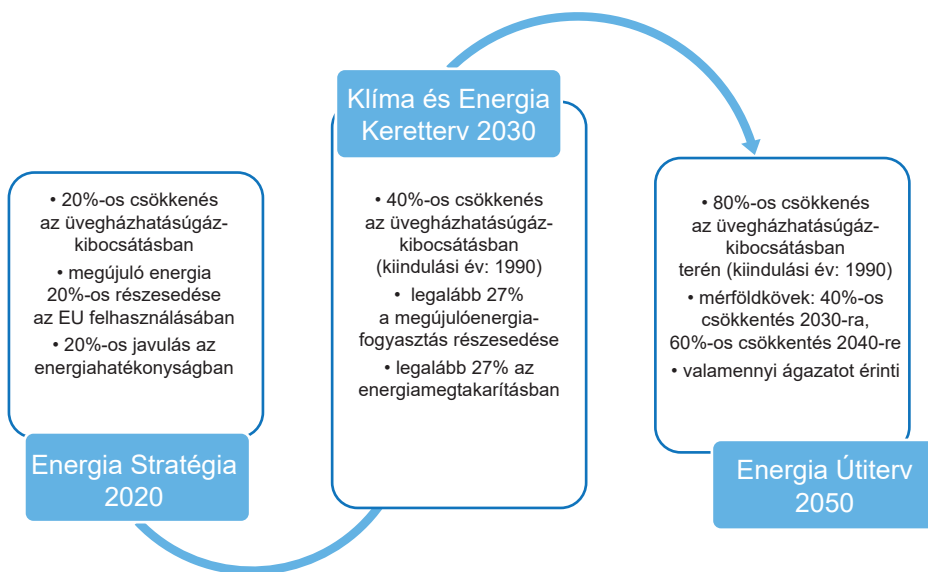 • 20%-os csökkenés
az üvegházhatásúgáz-
kibocsátásban
• megújuló energia
20%-os részesedése
az EU felhasználásában
• 20%-os javulás az
energiahatékonyságban
Energia Stratégia
2020
Klíma és Energia
Keretterv 2030
• 40%-os csökkenés
az üvegházhatásúgáz-
kibocsátásban
(kiindulási év: 1990)
• legalább 27%
a megújulóenergia-
fogyasztás részesedése
• legalább 27% az
energiamegtakarításban
• 80%-os csökkenés
az üvegházhatásúgáz-
kibocsátásban
terén (kiindulási év: 1990)
• mérföldkövek: 40%-os
csökkentés 2030-ra,
60%-os csökkentés 2040-re
• valamennyi ágazatot érinti
Energia Útiterv
2050